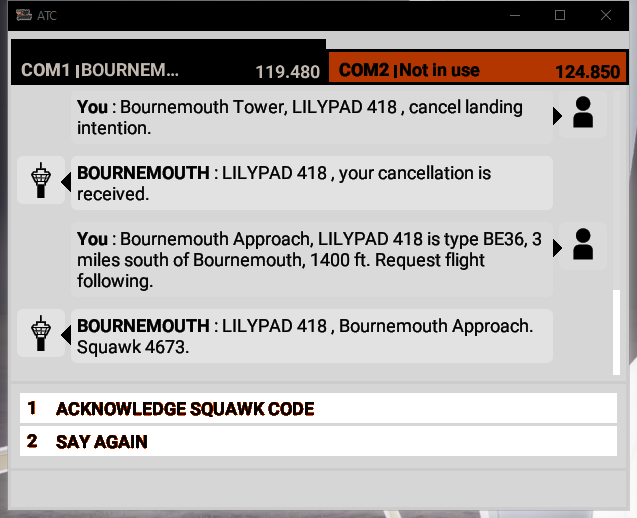 ATC
COM1 |BOURNEM... 119.480 COM2 |Not in use 124.850
You : Bournemouth Tower, LILYPAD 418 , cancel landing
intention.
BOURNEMOUTH : LILYPAD 418 , your cancellation is
received.
You : Bournemouth Approach, LILYPAD 418 is type BE36, 3
miles south of Bournemouth, 1400 ft. Request flight
following.
BOURNEMOUTH : LILYPAD 418 , Bournemouth Approach.
Squawk 4673.
1 ACKNOWLEDGE SQUAWK CODE
2 SAY AGAIN